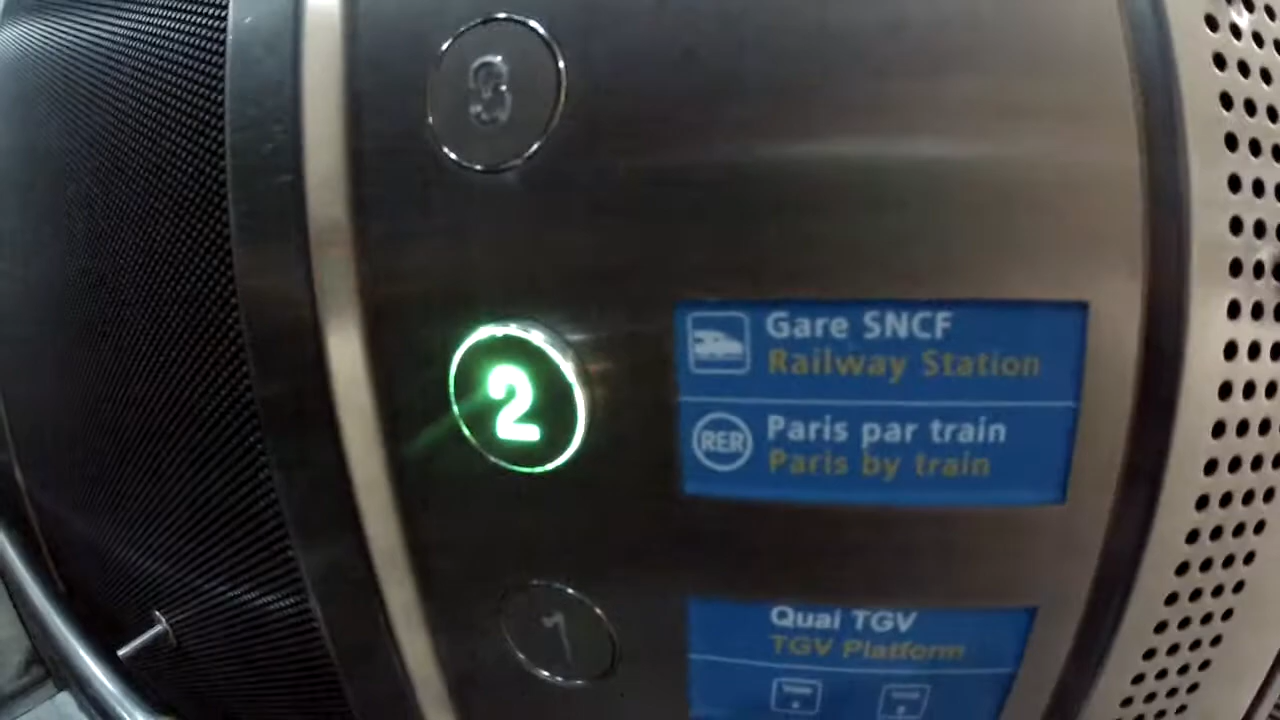 3
2
Gare SNCF
Railway Station
RER
Paris par train
Paris by train
1
Quai TGV
TGV Platform